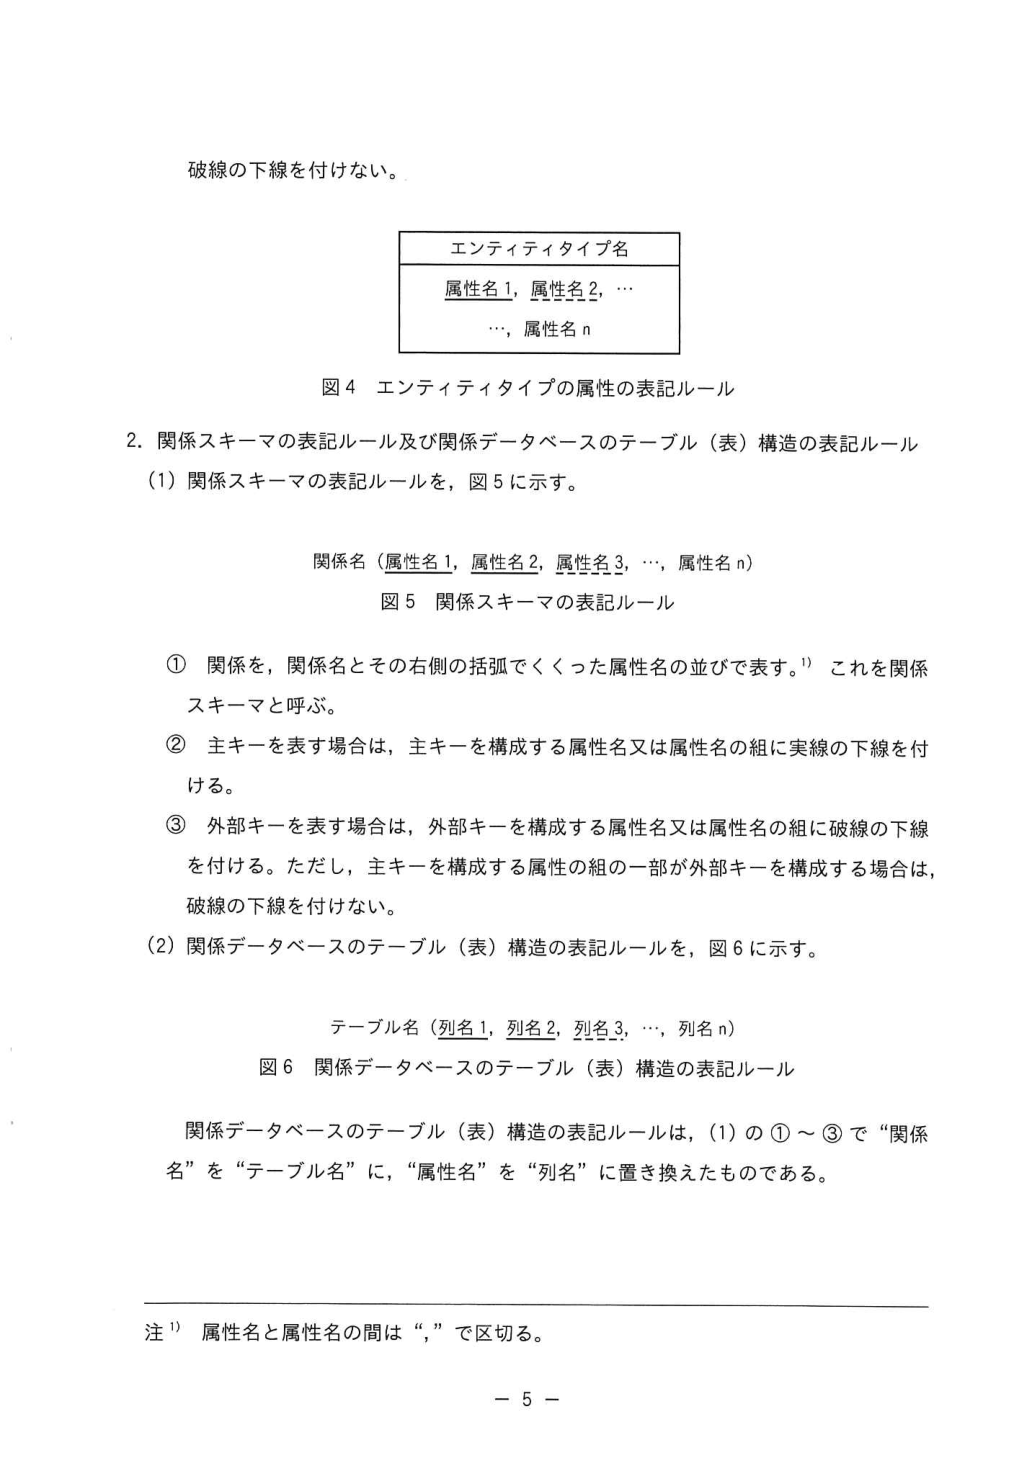 破線の下線を付けない。
エンティティタイプ名
属性名1，属性名2，…
…，属性名n
図4　エンティティタイプの属性の表記ルール
2．関係スキーマの表記ルール及び関係データベースのテーブル（表）構造の表記ルール
（1）関係スキーマの表記ルールを，図5に示す。
関係名（属性名1，属性名2，属性名3，…，属性名n）
図5　関係スキーマの表記ルール
①　関係を，関係名とその右側の括弧でくくった属性名の並びで表す。1)　これを関係
スキーマと呼ぶ。
②　主キーを表す場合は，主キーを構成する属性名又は属性名の組に実線の下線を付
ける。
③　外部キーを表す場合は，外部キーを構成する属性名又は属性名の組に破線の下線
を付ける。ただし，主キーを構成する属性の組の一部が外部キーを構成する場合は，
破線の下線を付けない。
（2）関係データベースのテーブル（表）構造の表記ルールを，図6に示す。
テーブル名（列名1，列名2，列名3，…，列名n）
図6　関係データベースのテーブル（表）構造の表記ルール
関係データベースのテーブル（表）構造の表記ルールは，（1）の①～③で“関係
名”を“テーブル名”に，“属性名”を“列名”に置き換えたものである。
注1)　属性名と属性名の間は“，”で区切る。
－ 5 －